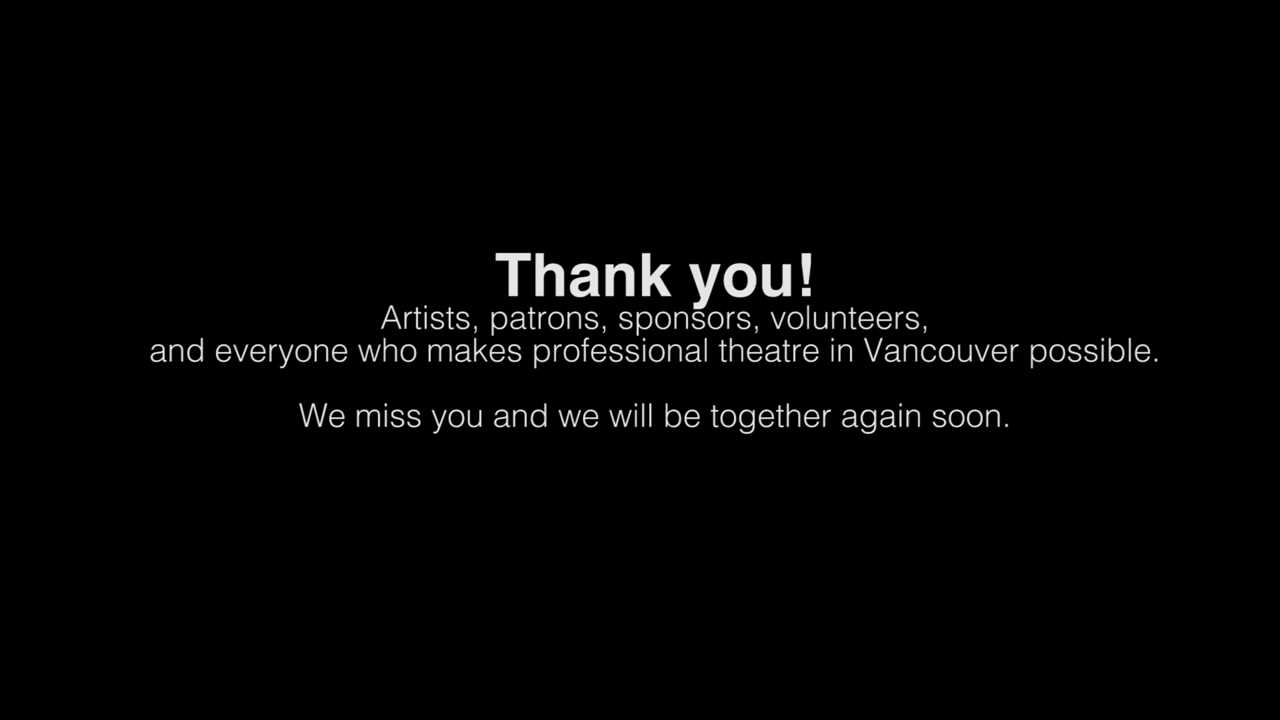 Thank you!
Artists, patrons, sponsors, volunteers,
and everyone who makes professional theatre in Vancouver possible.
We miss you and we will be together again soon.